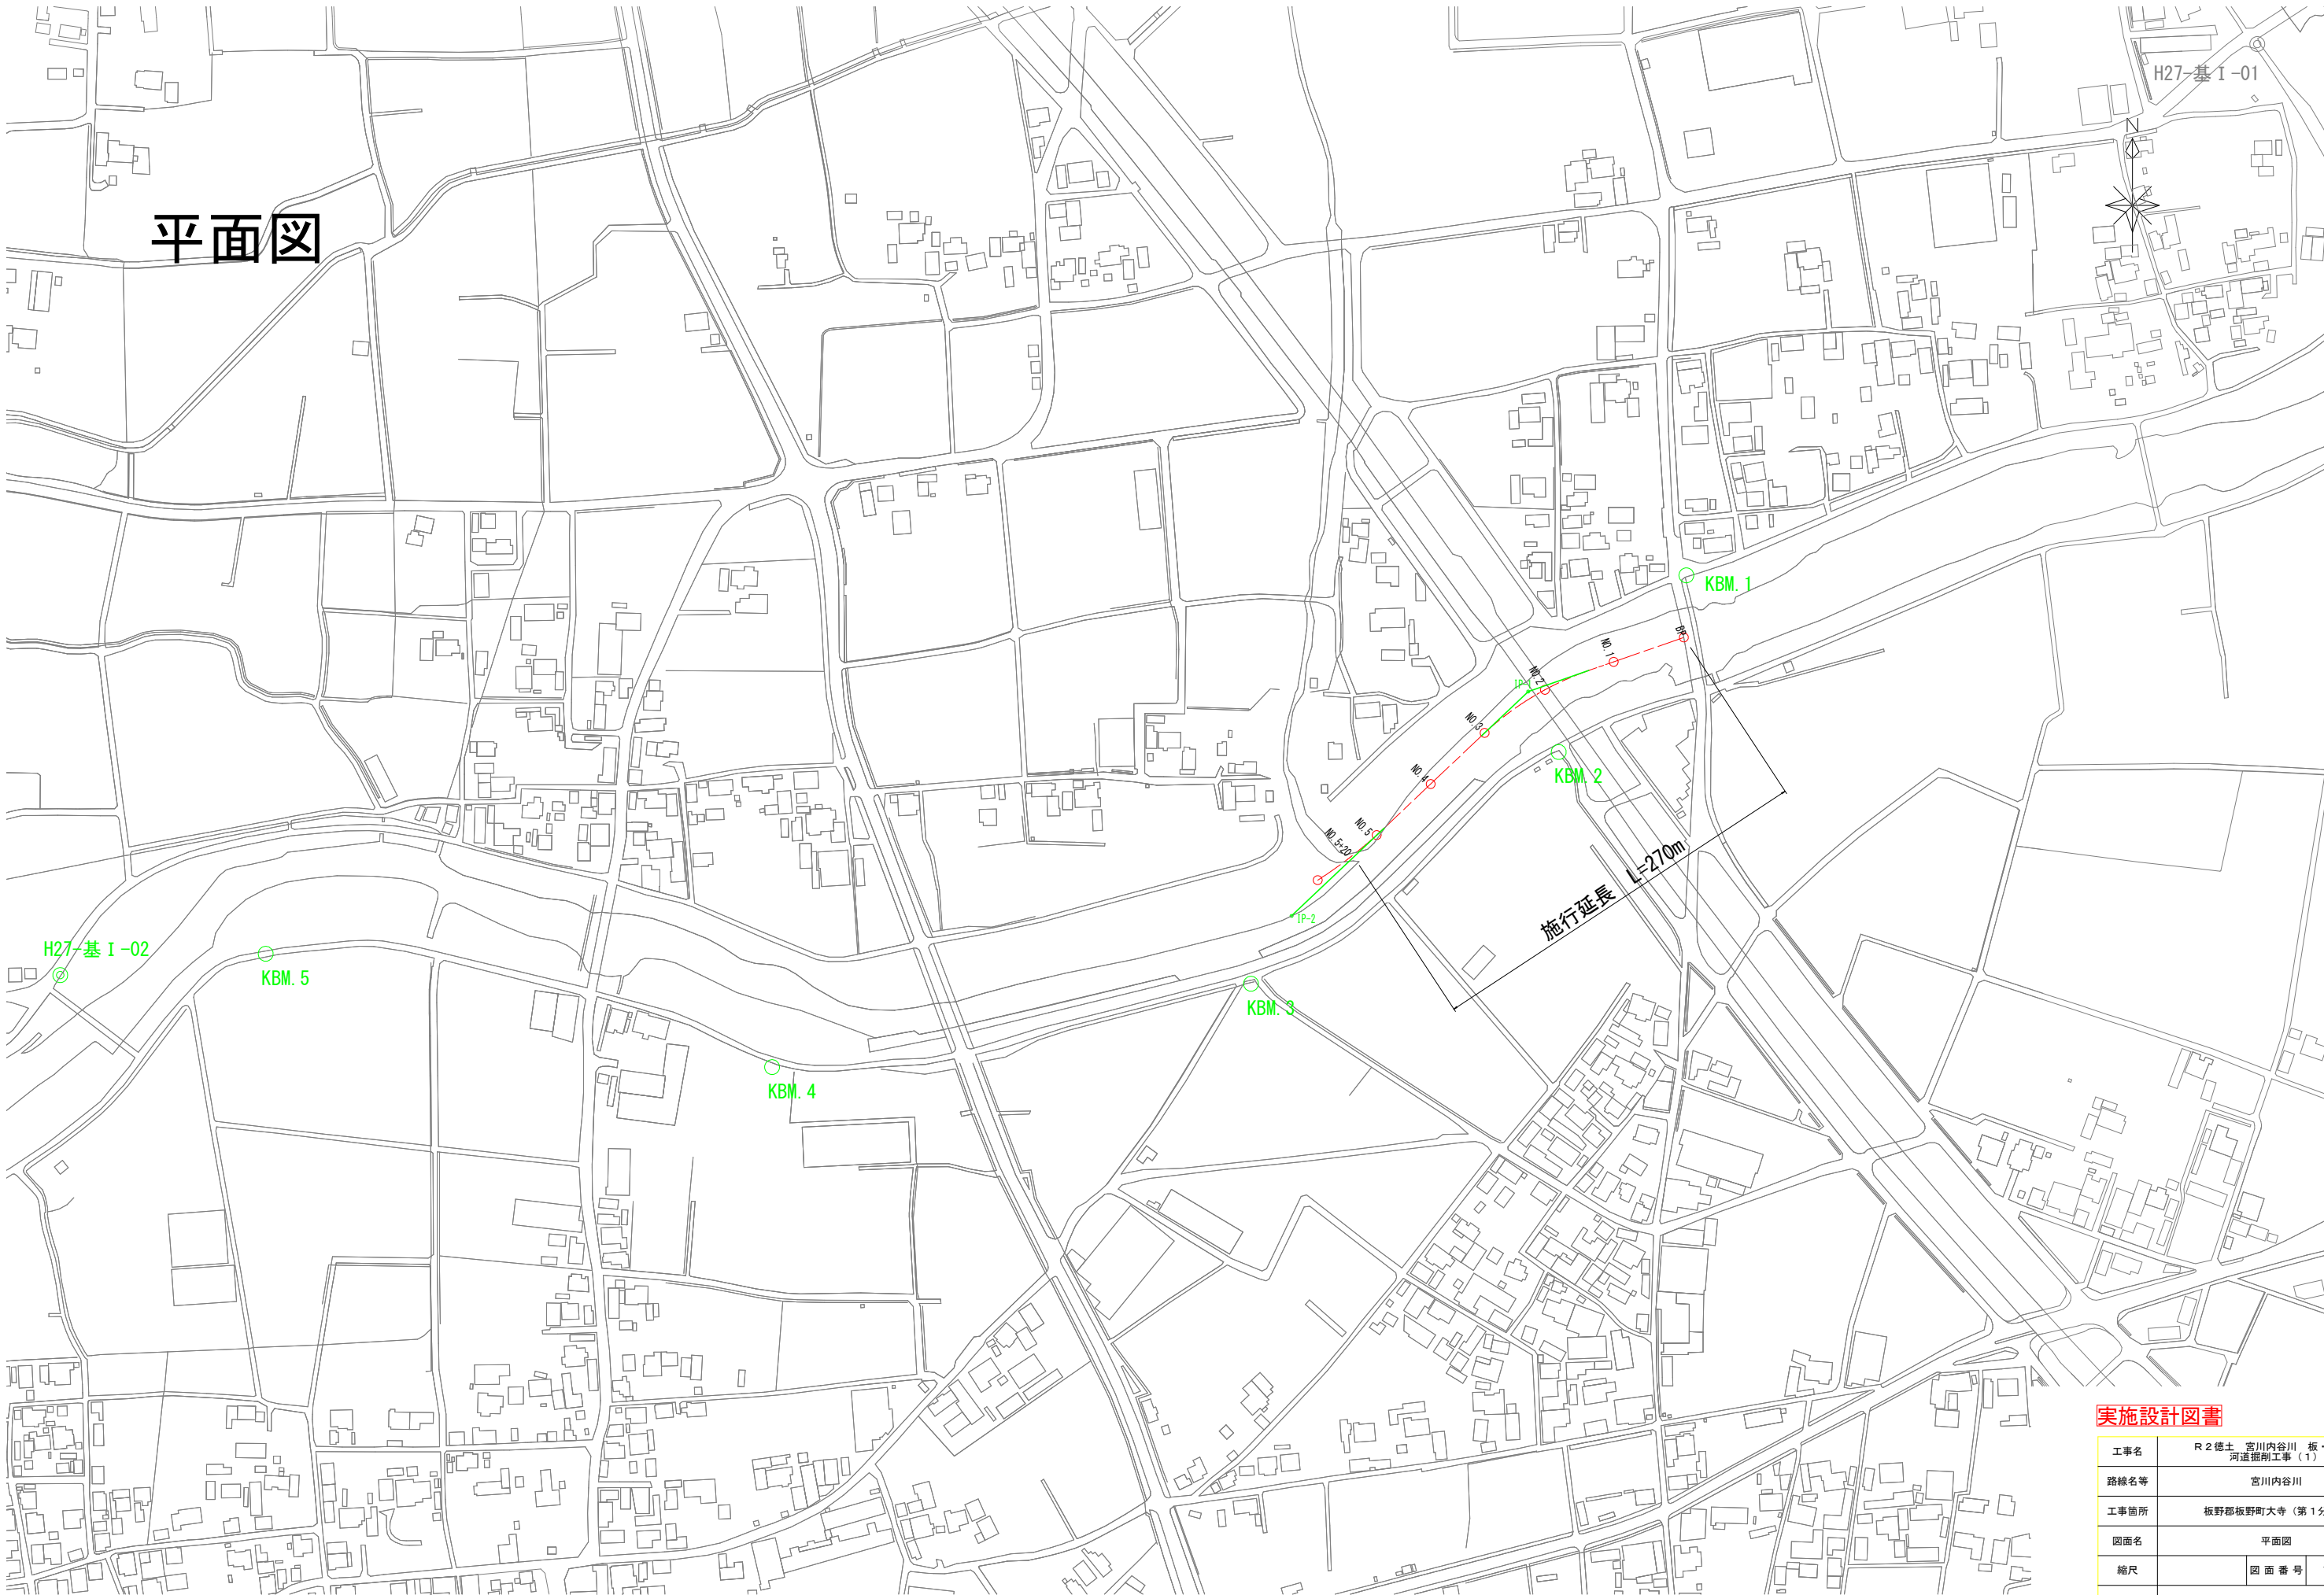 平面図
H27-基Ⅰ-01
N
KBM.1
BP
NO.1
NO.2
NO.3
KBM.2
NO.4
NO.5
NO.5+20
IP-2
施行延長 L=270m
H27-基Ⅰ-02
KBM.5
KBM.3
KBM.4
実施設計図書
工事名 R2徳土 宮川内谷川 板・
河道掘削工事（1）
路線名等 宮川内谷川
工事箇所 板野郡板野町大寺（第1
図面名 平面図
縮尺 図面番号